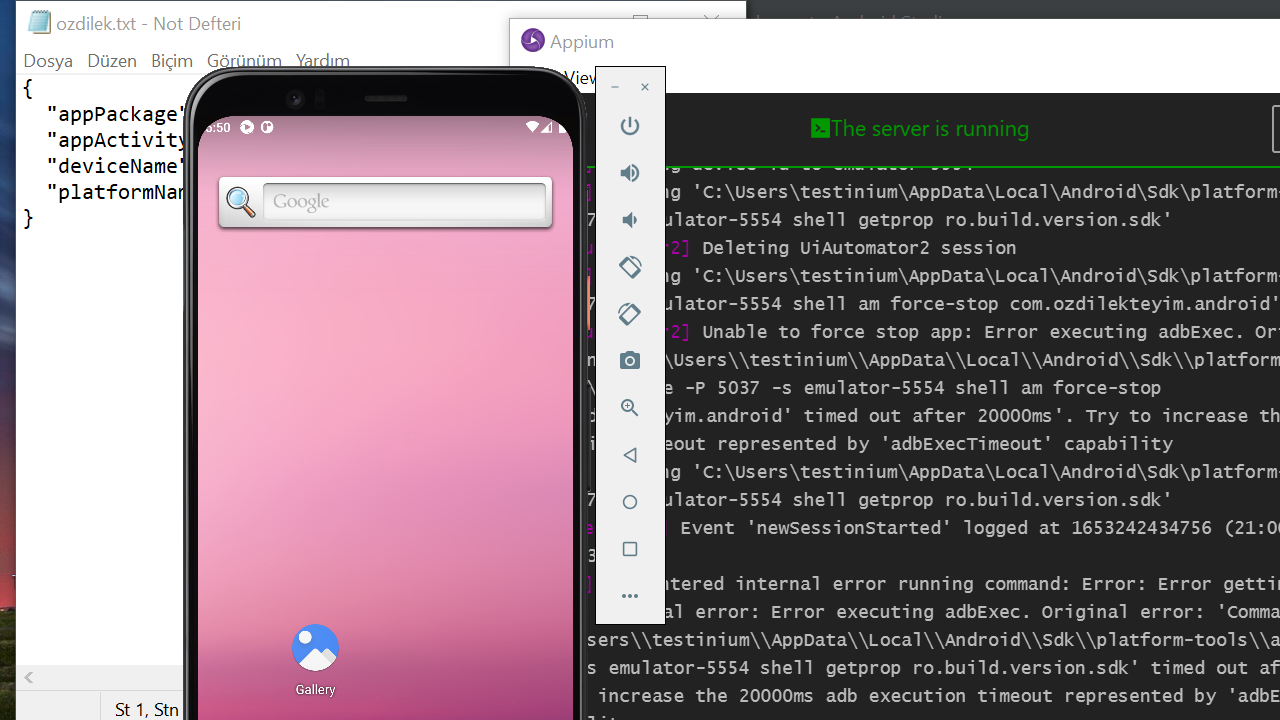 ozdilek.txt - Not Defteri
Dosya Düzen Biçim Görünüm Yardım
{
"appPackage"
"appActivity
"deviceName"
"platformNam
}
St 1, Stn
Appium
View
The server is running
5:50
Google
Gallery
ng 'C:\Users\testinium\AppData\Local\Android\Sdk\platform-
ulator-5554 shell getprop ro.build.version.sdk'
r2] Deleting UiAutomator2 session
ng 'C:\Users\testinium\AppData\Local\Android\Sdk\platform-
ulator-5554 shell am force-stop com.ozdilekteyim.android'
r2] Unable to force stop app: Error executing adbExec. Ori
\Users\\testinium\\AppData\\Local\\Android\\Sdk\\platform-
e -P 5037 -s emulator-5554 shell am force-stop
yim.android' timed out after 20000ms'. Try to increase th
eout represented by 'adbExecTimeout' capability
ng 'C:\Users\testinium\AppData\Local\Android\Sdk\platform-
ulator-5554 shell getprop ro.build.version.sdk'
] Event 'newSessionStarted' logged at 1653242434756 (21:00
ntered internal error running command: Error: Error getti
al error: Error executing adbExec. Original error: 'Comma
sers\\testinium\\AppData\\Local\\Android\\Sdk\\platform-tools\\a
s emulator-5554 shell getprop ro.build.version.sdk' timed out af
increase the 20000ms adb execution timeout represented by 'adbE